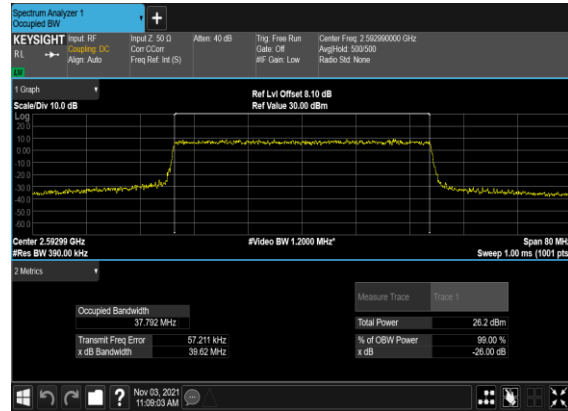 Spectrum Analyzer 1
Occupied BW
+
KEYSIGHT Input: RF Input Z: 50 Ω Atten: 40 dB Trig: Free Run Center Freq: 2.592990000 GHz
RL Coupling: DC Corr CCorr Gate: Off Avg|Hold: 500/500
Align: Auto Freq Ref: Int (S) #IF Gain: Low Radio Std: None
LXI
1 Graph Ref Lvl Offset 8.10 dB
Scale/Div 10.0 dB Ref Value 30.00 dBm
Log
20.0
10.0
0.00
-10.0
-20.0
-30.0
-40.0
-50.0
-60.0
Center 2.59299 GHz #Video BW 1.2000 MHz* Span 80 MHz
#Res BW 390.00 kHz Sweep 1.00 ms (1001 pts
2 Metrics
Measure Trace Trace 1
Occupied Bandwidth
37.792 MHz Total Power 26.2 dBm
Transmit Freq Error 57.211 kHz % of OBW Power 99.00 %
x dB Bandwidth 39.62 MHz x dB -26.00 dB
? Nov 03, 2021
11:09:03 AM